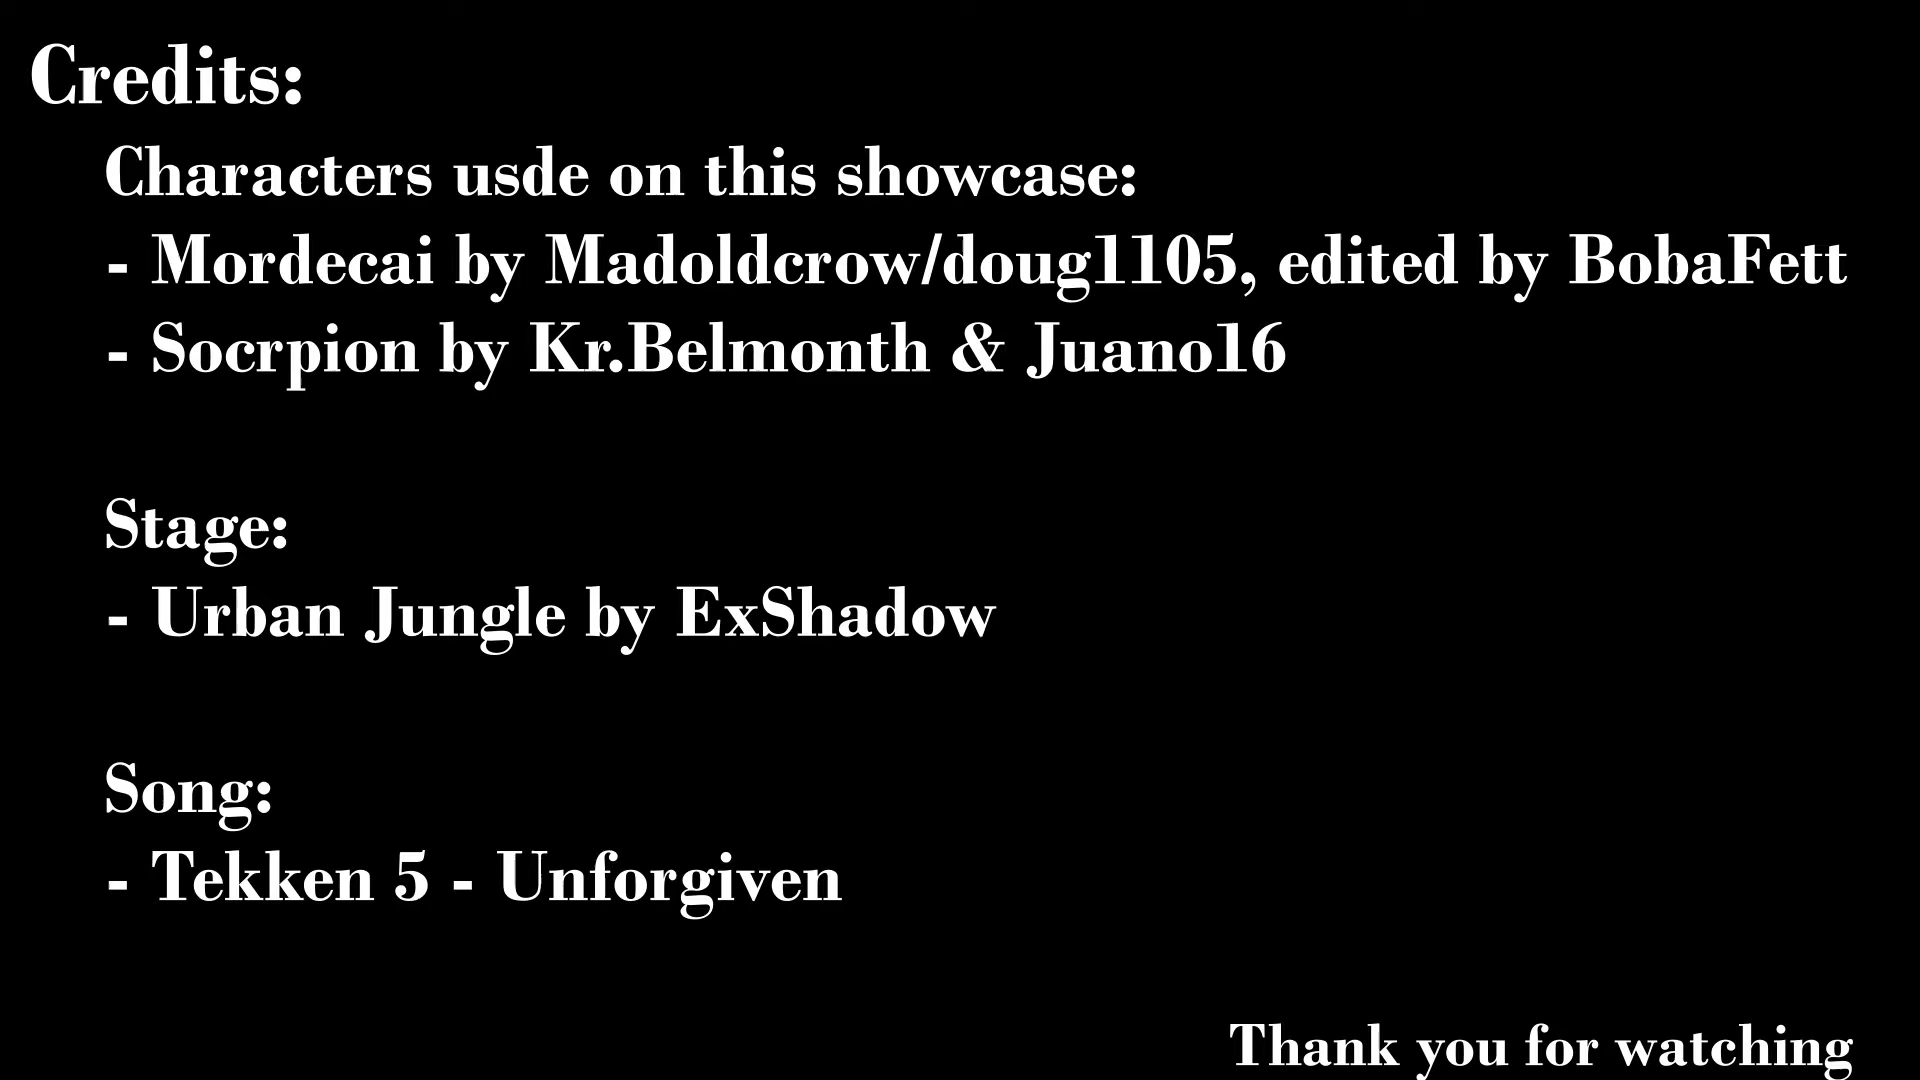 Credits:
Characters usde on this showcase:
- Mordecai by Madoldcrow/doug1105, edited by BobaFett
- Socrpion by Kr.Belmonth & Juano16
Stage:
- Urban Jungle by ExShadow
Song:
- Tekken 5 - Unforgiven
Thank you for watching